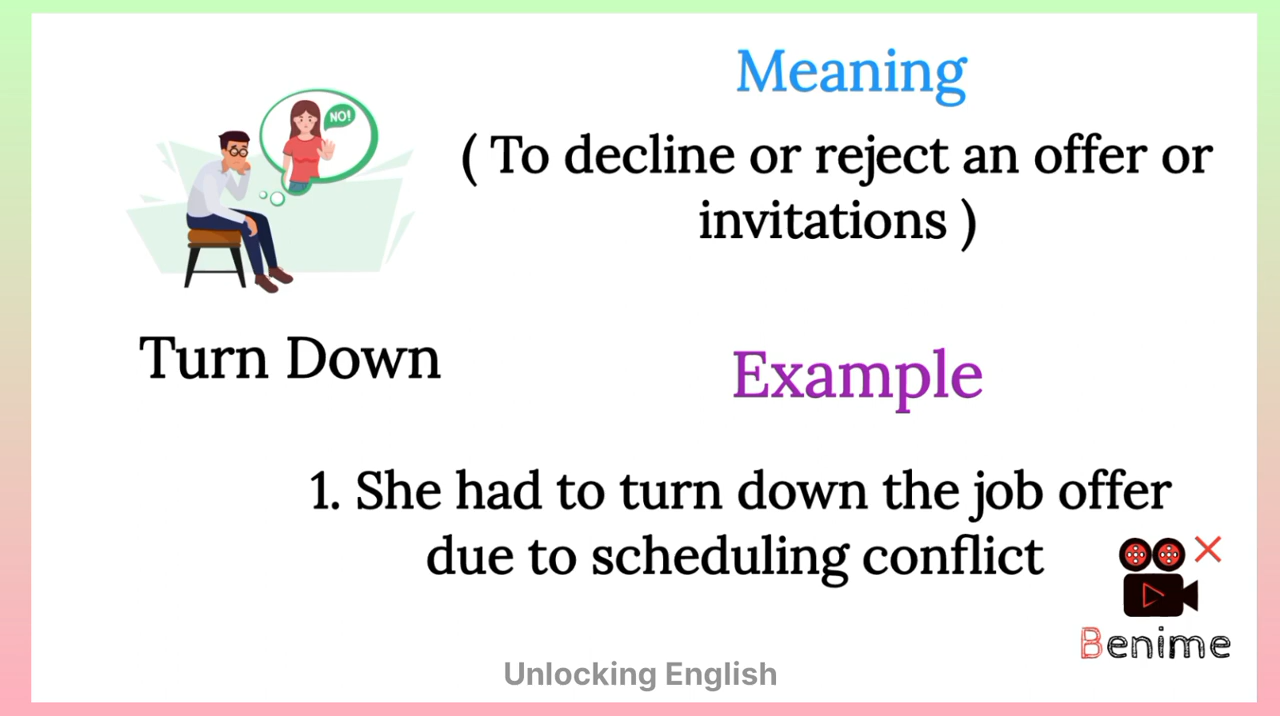 Meaning
( To decline or reject an offer or
invitations )
NO!
Turn Down
Example
1. She had to turn down the job offer
due to scheduling conflict
Benime
Unlocking English